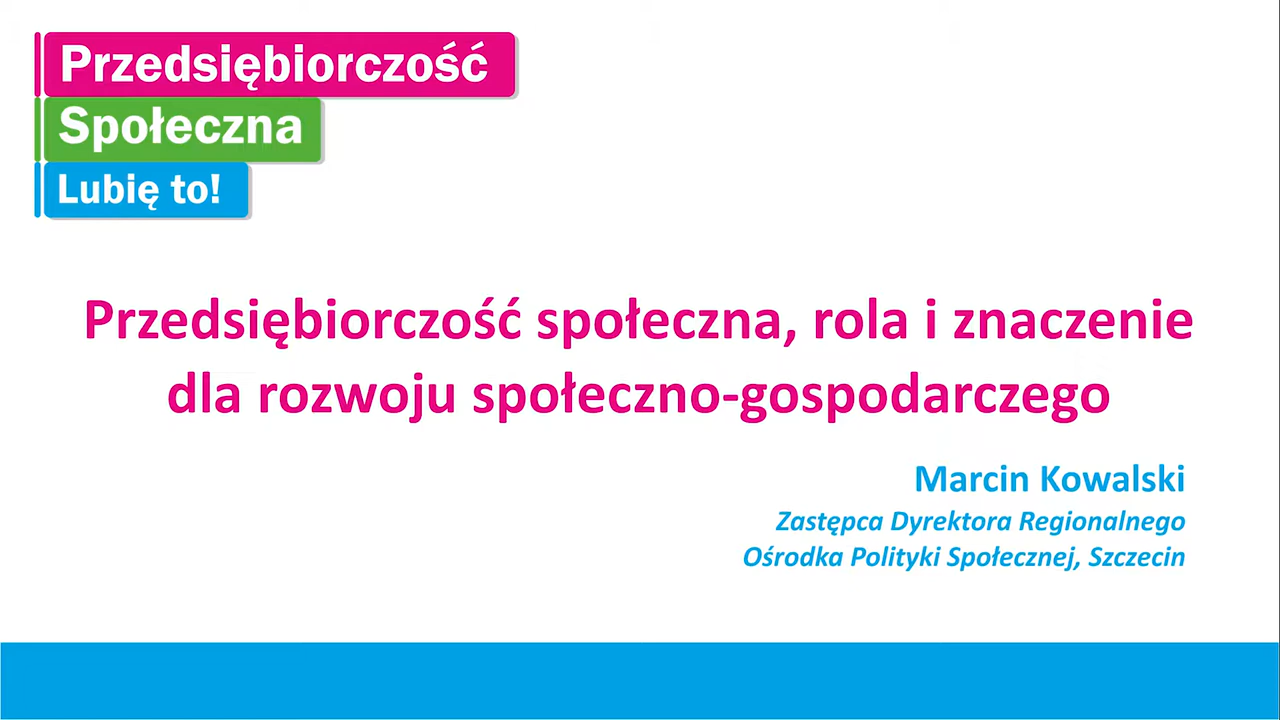 Przedsiębiorczość
Społeczna
Lubię to!
Przedsiębiorczość społeczna, rola i znaczenie
dla rozwoju społeczno-gospodarczego
Marcin Kowalski
Zastępca Dyrektora Regionalnego
Ośrodka Polityki Społecznej, Szczecin